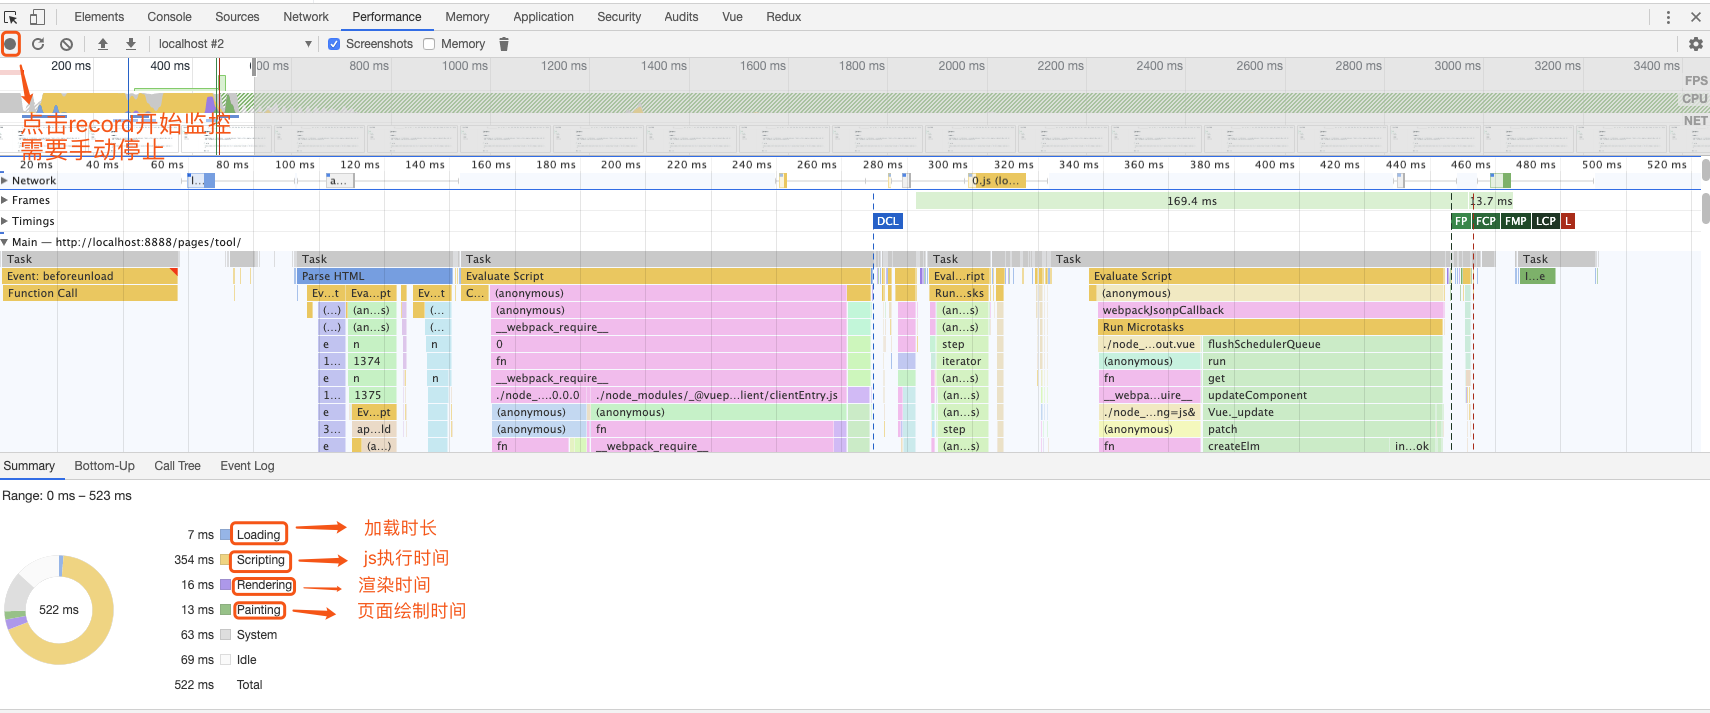 Elements Console Sources Network Performance Memory Application Security Audits Vue Redux
localhost #2 Screenshots Memory
200 ms 400 ms 00 ms 800 ms 1000 ms 1200 ms 1400 ms 1600 ms 1800 ms 2000 ms 2200 ms 2400 ms 2600 ms 2800 ms 3000 ms 3200 ms 3400 ms
FPS
CPU
NET
点击record开始监控
需要手动停止
20 ms 40 ms 60 ms 80 ms 100 ms 120 ms 140 ms 160 ms 180 ms 200 ms 220 ms 240 ms 260 ms 280 ms 300 ms 320 ms 340 ms 360 ms 380 ms 400 ms 420 ms 440 ms 460 ms 480 ms 500 ms 520 ms
Network l... a... 0.js (lo...
Frames 169.4 ms 13.7 ms
Timings DCL FP FCP FMP LCP L
Main — http://localhost:8888/pages/tool/
Task Task Task Task Task Task
Event: beforeunload Parse HTML Evaluate Script Eval...ript Evaluate Script l...e
Function Call Ev...t Eva...pt Ev...t C... (anonymous) Run...sks (anonymous)
(...) (an...s) (... (anonymous) (an...s) webpackJsonpCallback
(...) (an...s) (... __webpack_require__ (an...s) Run Microtasks
e n n 0 step ./node_...out.vue flushSchedulerQueue
1... 1374 fn iterator (anonymous) run
e n n __webpack_require__ (an...s) fn get
1... 1375 ./node_....0.0.0 ./node_modules/_@vuep...lient/clientEntry.js (an...s) __webpa...uire__ updateComponent
e Ev...pt (anonymous) (anonymous) (an...s) ./node_...ng=js& Vue._update
3... ap...ld (anonymous) fn step (anonymous) patch
e (a...) fn __webpack_require__ (an...s) fn createElm in...ok
Summary Bottom-Up Call Tree Event Log
Range: 0 ms – 523 ms
7 ms Loading 加载时长
354 ms Scripting js执行时间
16 ms Rendering 渲染时间
522 ms
13 ms Painting 页面绘制时间
63 ms System
69 ms Idle
522 ms Total